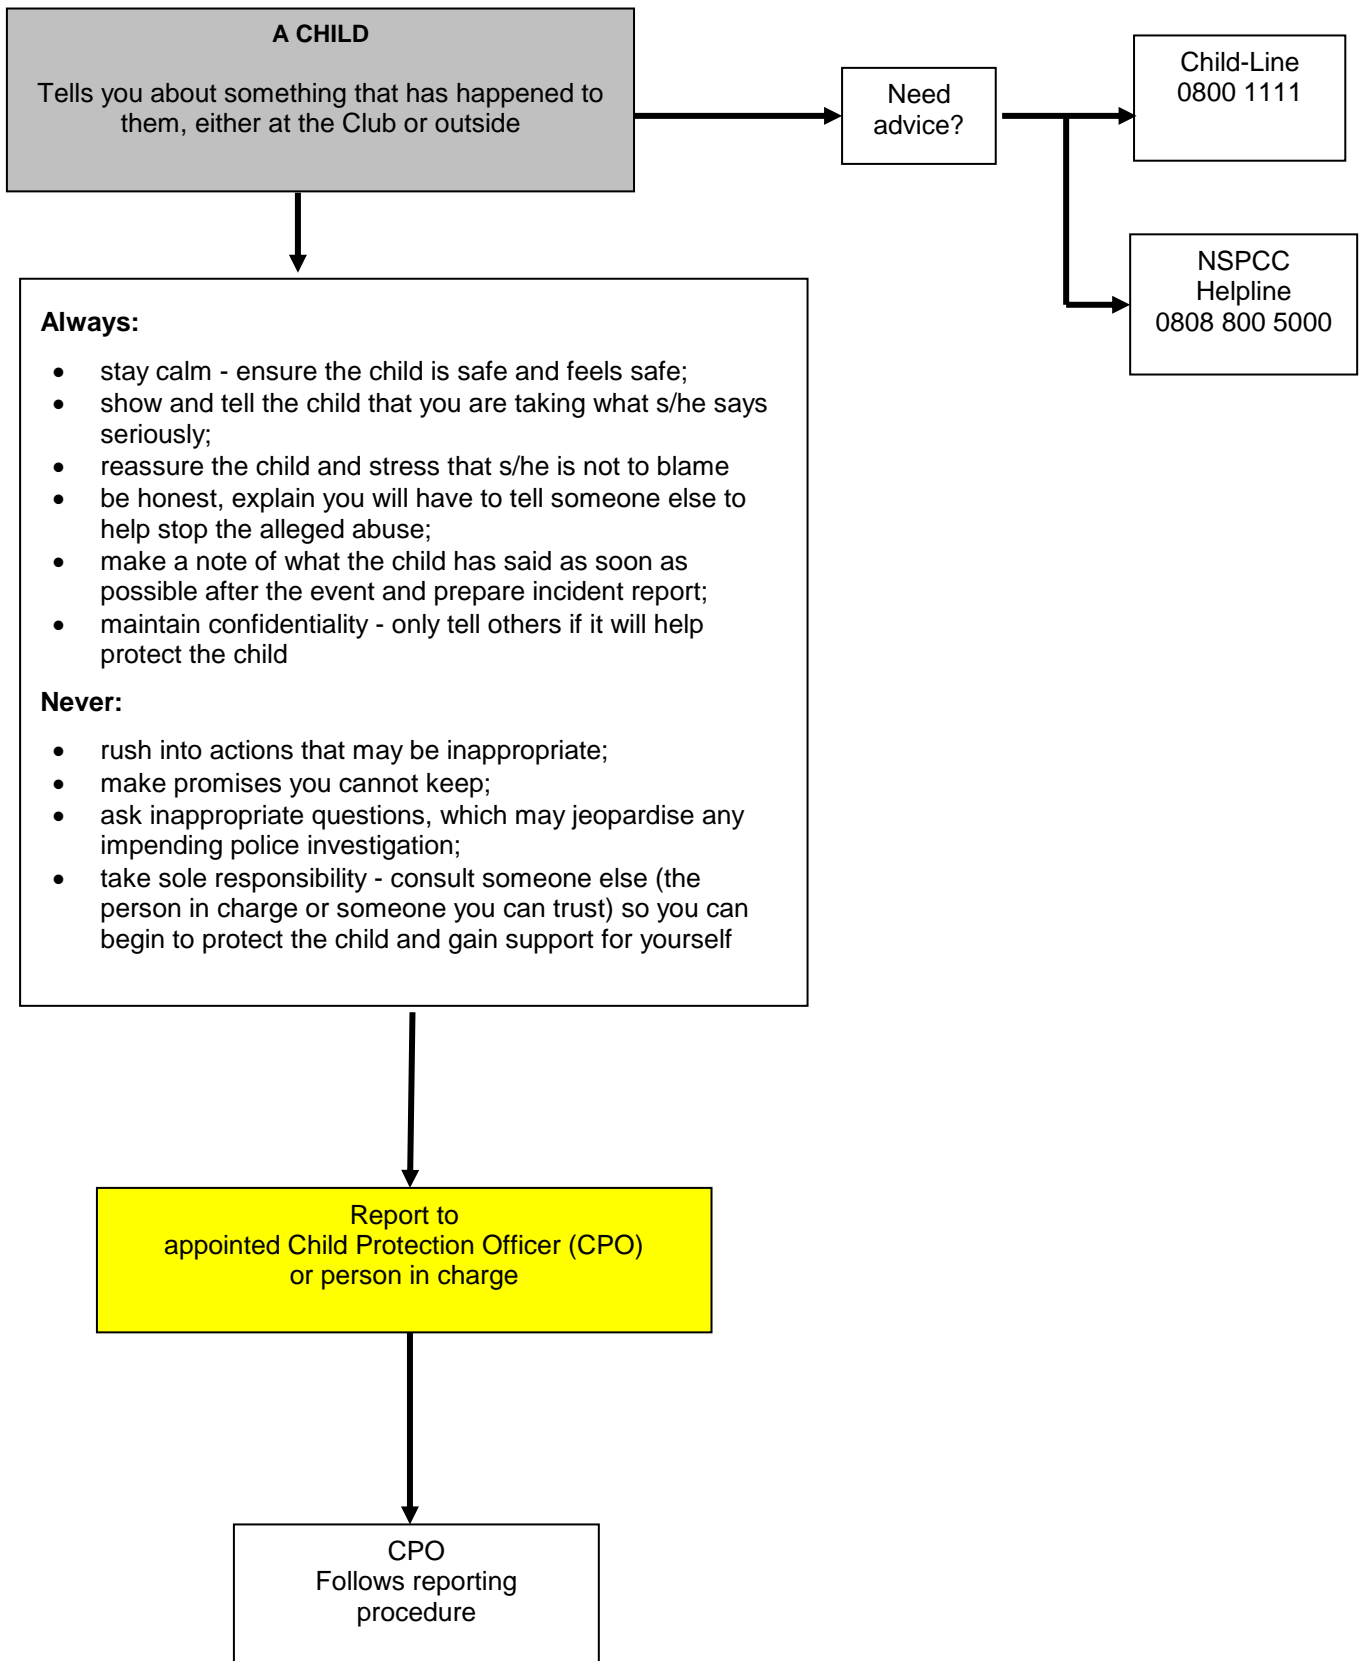 A CHILD
Tells you about something that has happened to
them, either at the Club or outside
Need
advice?
Child-Line
0800 1111
NSPCC
Helpline
0808 800 5000
Always:
• stay calm - ensure the child is safe and feels safe;
• show and tell the child that you are taking what s/he says
seriously;
• reassure the child and stress that s/he is not to blame
• be honest, explain you will have to tell someone else to
help stop the alleged abuse;
• make a note of what the child has said as soon as
possible after the event and prepare incident report;
• maintain confidentiality - only tell others if it will help
protect the child
Never:
• rush into actions that may be inappropriate;
• make promises you cannot keep;
• ask inappropriate questions, which may jeopardise any
impending police investigation;
• take sole responsibility - consult someone else (the
person in charge or someone you can trust) so you can
begin to protect the child and gain support for yourself
Report to
appointed Child Protection Officer (CPO)
or person in charge
CPO
Follows reporting
procedure